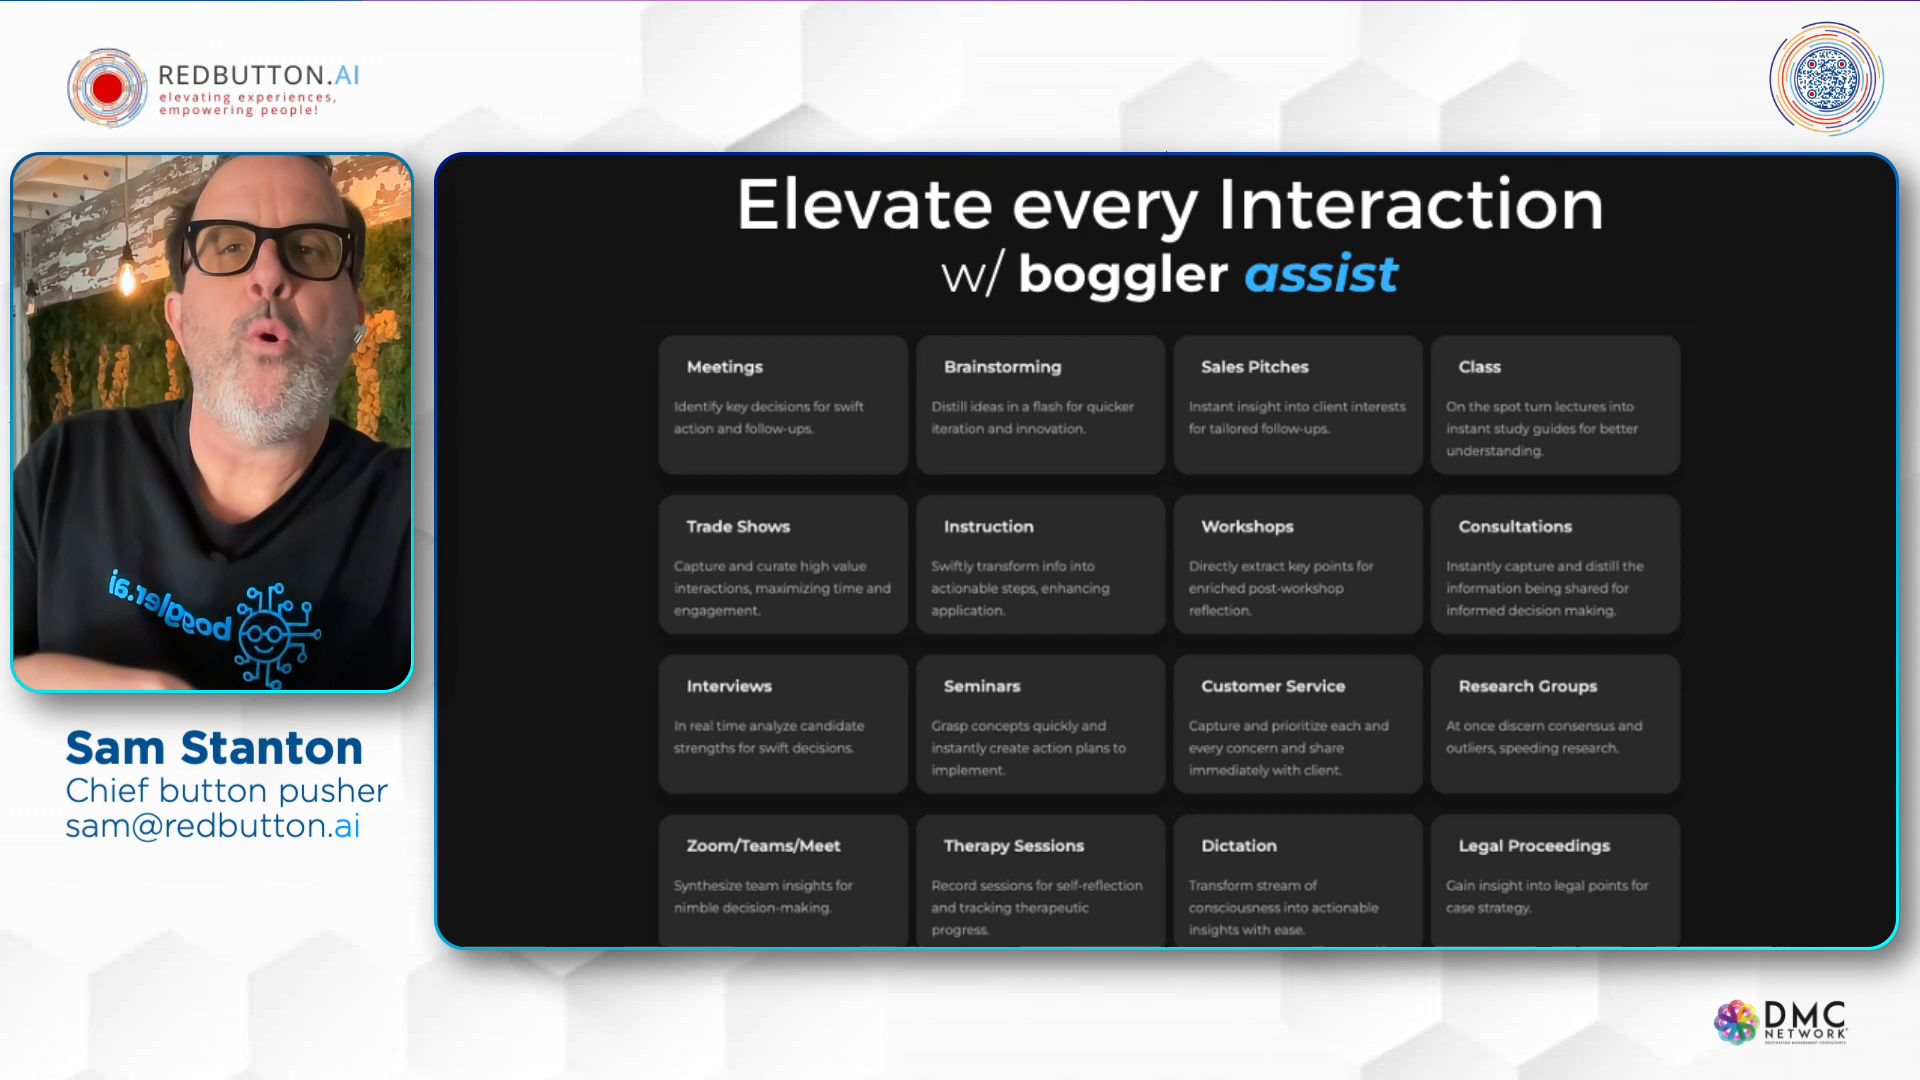 REDBUTTON.AI
elevating experiences,
empowering people!
boggler.ai
Sam Stanton
Chief button pusher
sam@redbutton.ai
Elevate every Interaction
w/ boggler assist
Meetings
Identify key decisions for swift
action and follow-ups.
Brainstorming
Distill ideas in a flash for quicker
iteration and innovation.
Sales Pitches
Instant insight into client interests
for tailored follow-ups.
Class
On the spot turn lectures into
instant study guides for better
understanding.
Trade Shows
Capture and curate high value
interactions, maximizing time and
engagement.
Instruction
Swiftly transform info into
actionable steps, enhancing
application.
Workshops
Directly extract key points for
enriched post-workshop
reflection.
Consultations
Instantly capture and distill the
information being shared for
informed decision making.
Interviews
In real time analyze candidate
strengths for swift decisions.
Seminars
Grasp concepts quickly and
instantly create action plans to
implement.
Customer Service
Capture and prioritize each and
every concern and share
immediately with client.
Research Groups
At once discern consensus and
outliers, speeding research.
Zoom/Teams/Meet
Synthesize team insights for
nimble decision-making.
Therapy Sessions
Record sessions for self-reflection
and tracking therapeutic
progress.
Dictation
Transform stream of
consciousness into actionable
insights with ease.
Legal Proceedings
Gain insight into legal points for
case strategy.
DMC
NETWORK